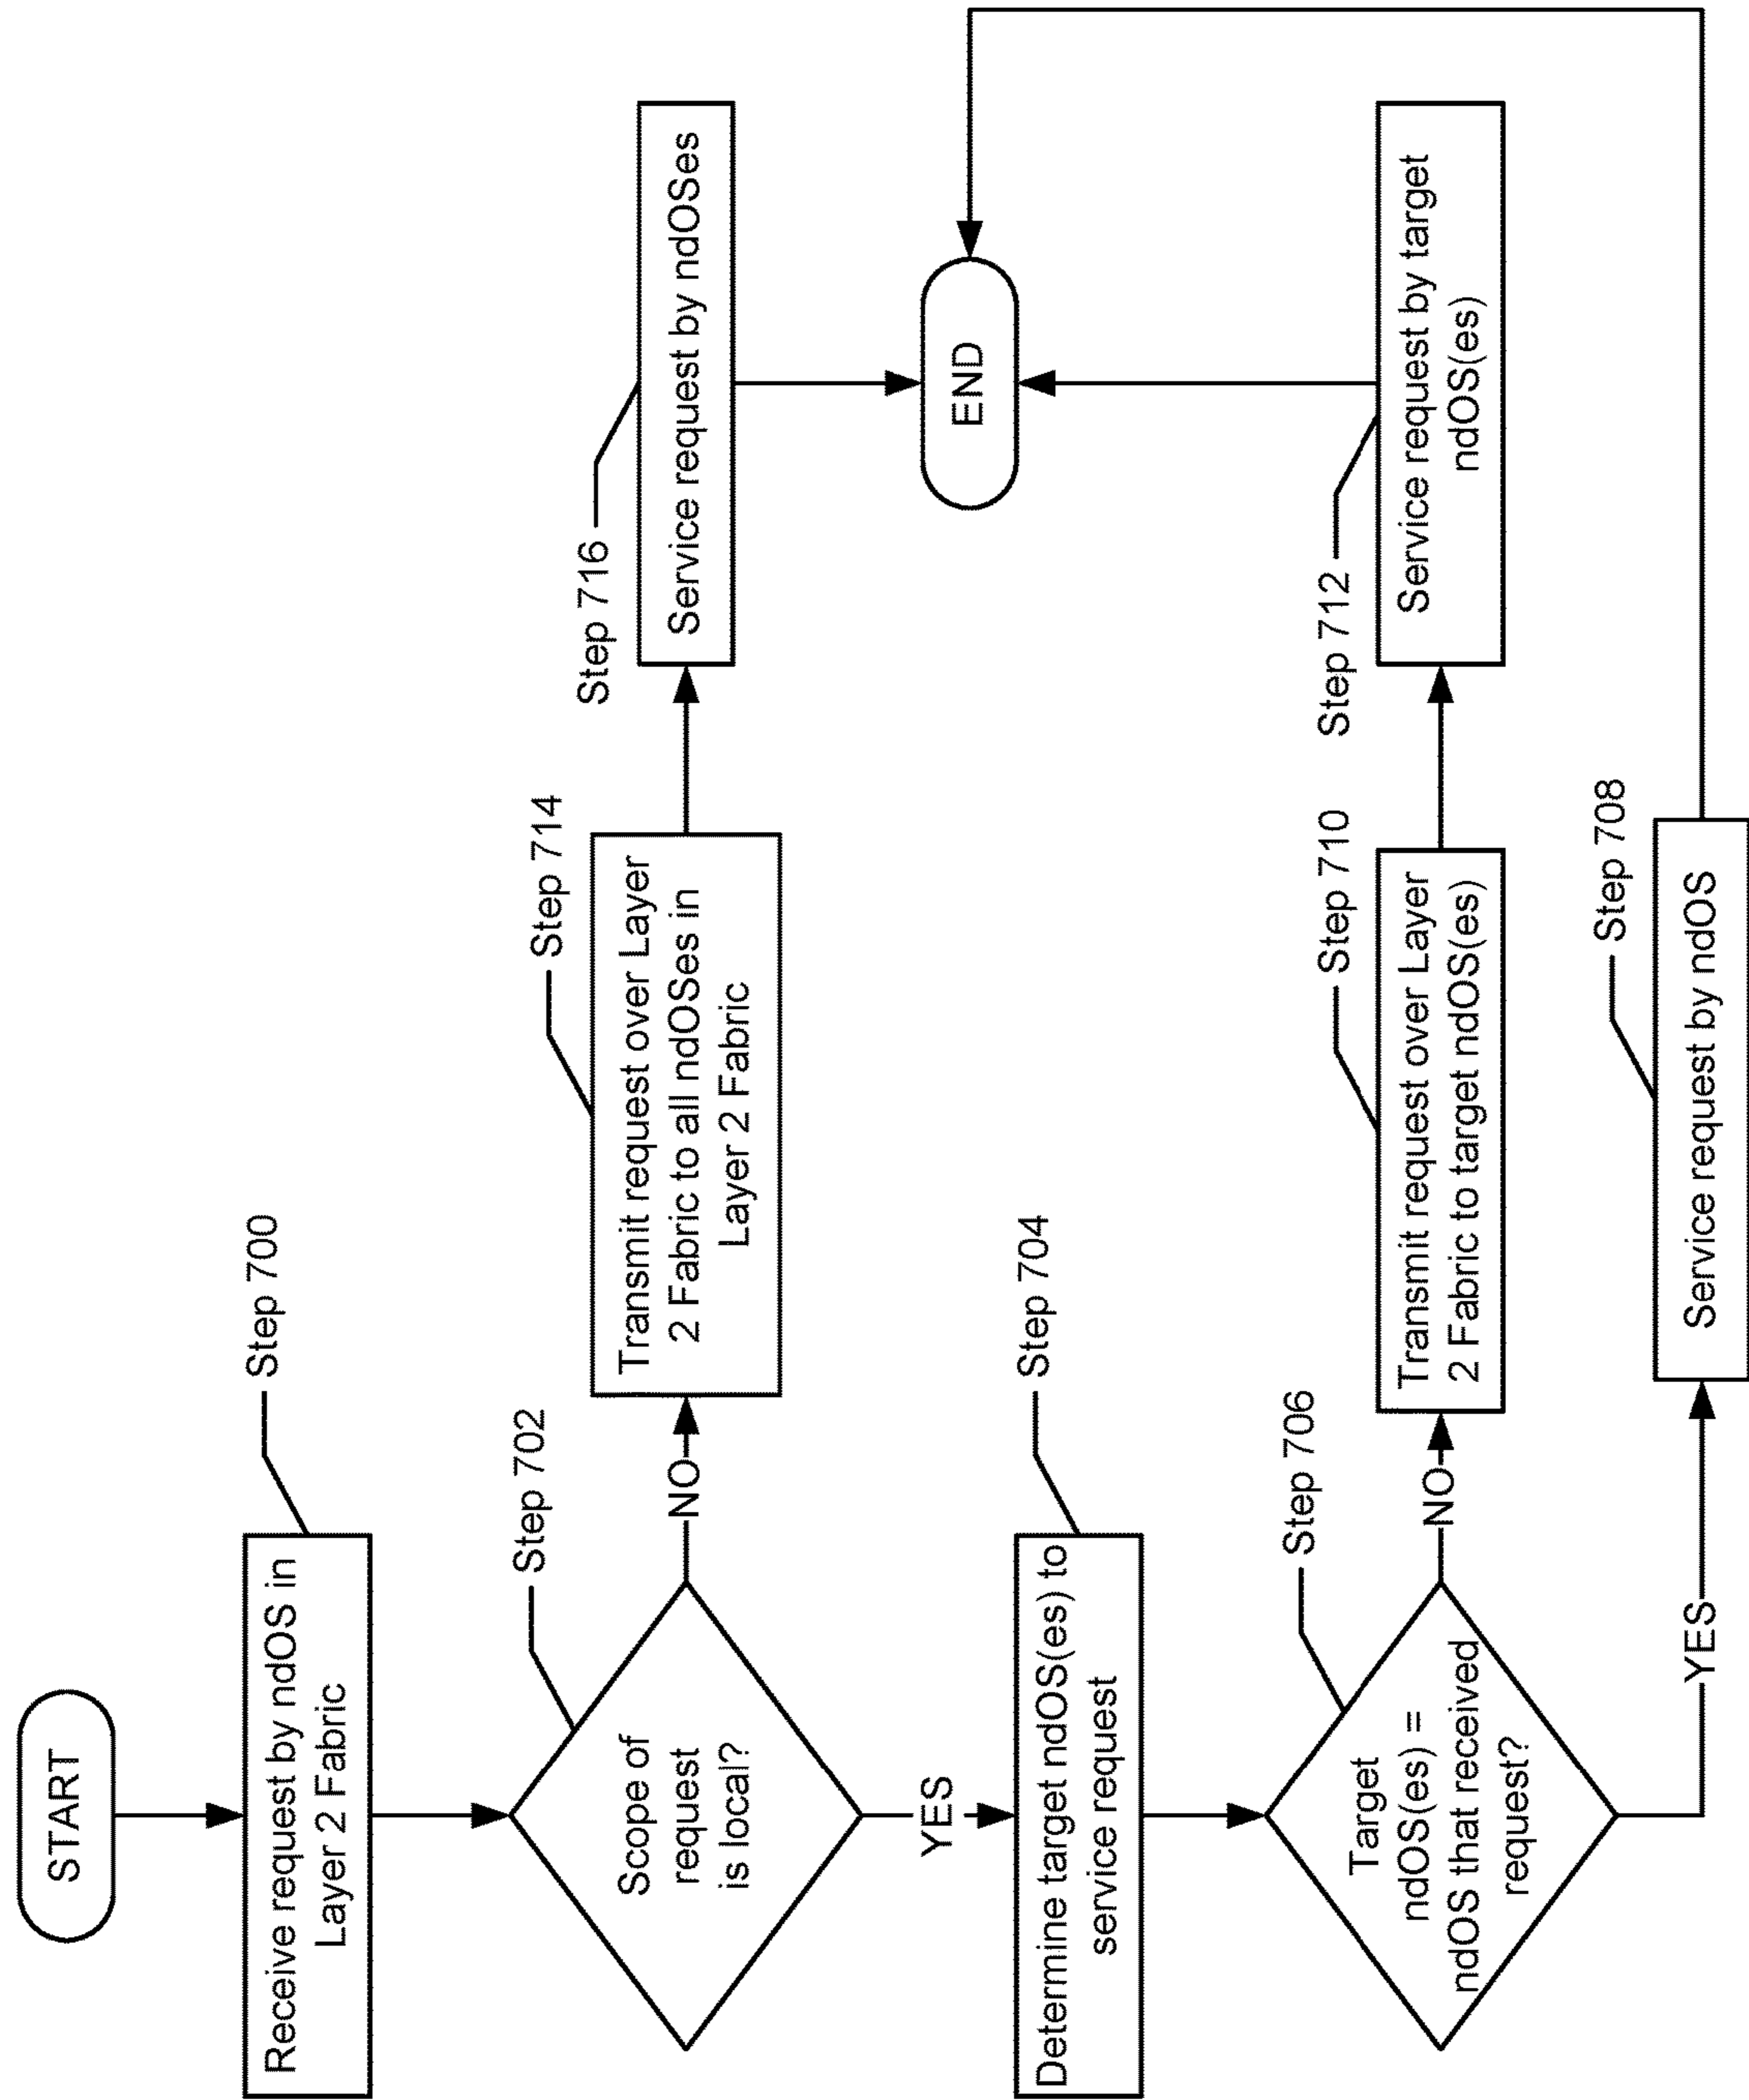 START
Step 700
Receive request by ndOS in
Layer 2 Fabric
Step 702
Scope of
request
is local?
NO
Step 714
Transmit request over Layer
2 Fabric to all ndOSes in
Layer 2 Fabric
Step 716
Service request by ndOSes
YES
Step 704
Determine target ndOS(es) to
service request
END
Step 706
Target
ndOS(es) =
ndOS that received
request?
NO
Step 710
Transmit request over Layer
2 Fabric to target ndOS(es)
Step 712
Service request by target
ndOS(es)
YES
Step 708
Service request by ndOS